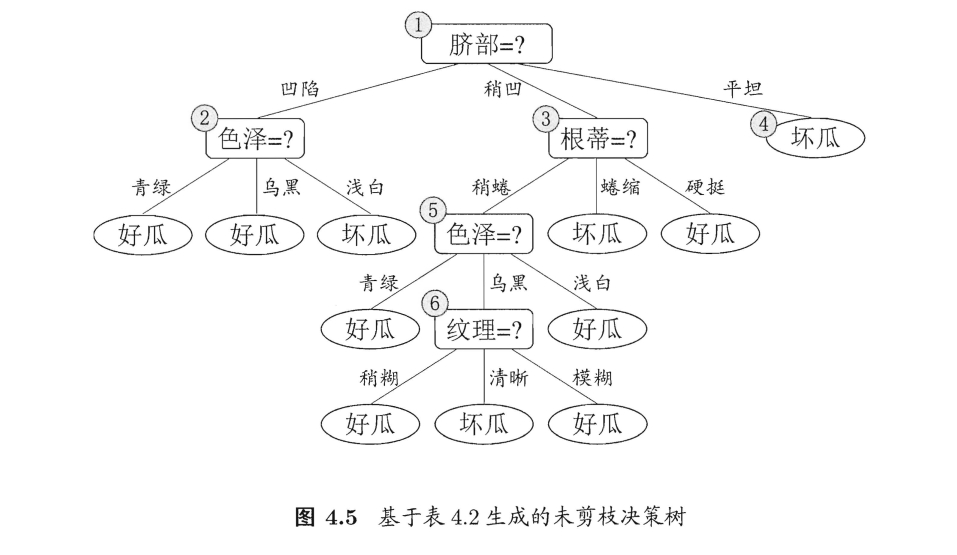 ① 脐部=?
凹陷 稍凹 平坦
② 色泽=? ③ 根蒂=? ④ 坏瓜
青绿 乌黑 浅白 稍蜷 蜷缩 硬挺
好瓜 好瓜 坏瓜 ⑤ 色泽=? 坏瓜 好瓜
青绿 乌黑 浅白
好瓜 ⑥ 纹理=? 好瓜
稍糊 清晰 模糊
好瓜 坏瓜 好瓜
图 4.5 基于表 4.2 生成的未剪枝决策树